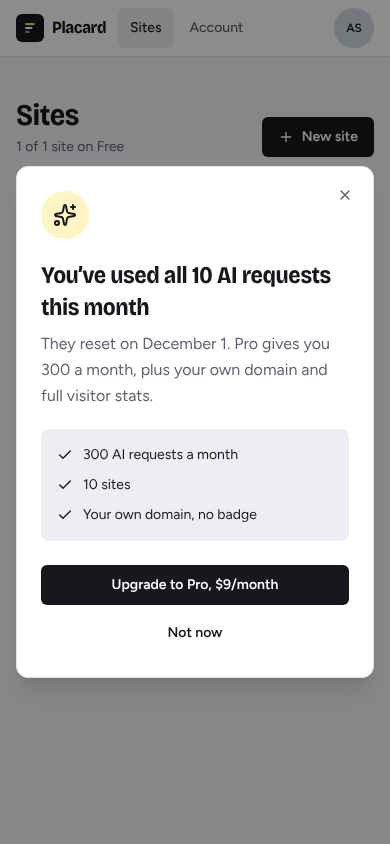 Placard
Sites
Account
AS
Sites
1 of 1 site on Free
New site
You’ve used all 10 AI requests
this month
They reset on December 1. Pro gives you
300 a month, plus your own domain and
full visitor stats.
300 AI requests a month
10 sites
Your own domain, no badge
Upgrade to Pro, $9/month
Not now